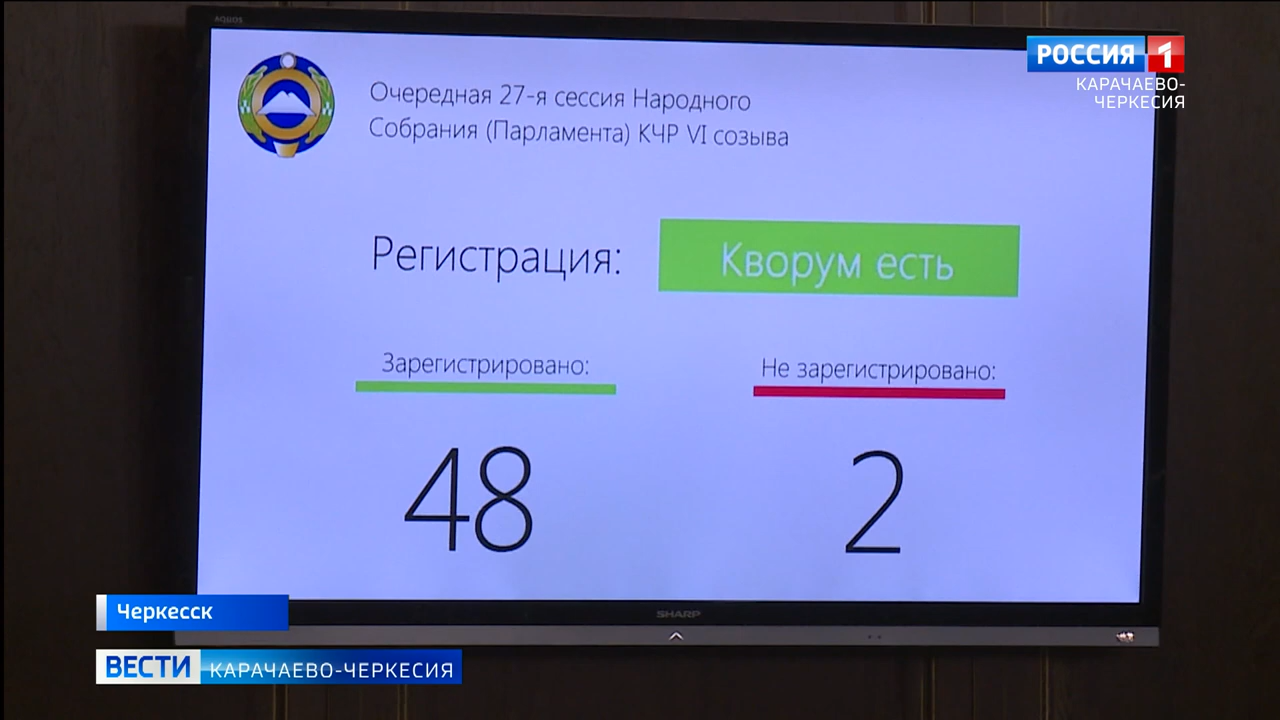 AQUOS
РОССИЯ 1
КАРАЧАЕВО-
ЧЕРКЕСИЯ
Очередная 27-я сессия Народного
Собрания (Парламента) КЧР VI созыва
Регистрация:
Кворум есть
Зарегистрировано:
Не зарегистрировано:
48
2
SHARP
Черкесск
ВЕСТИ КАРАЧАЕВО-ЧЕРКЕСИЯ